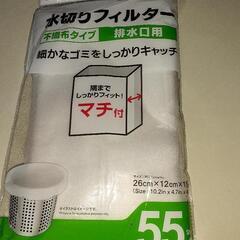 水切りフィルター
不織布タイプ 排水口用
細かなゴミをしっかりキャッチ
隅まで
しっかりフィット!
マチ付
26cm×12cm×1
55